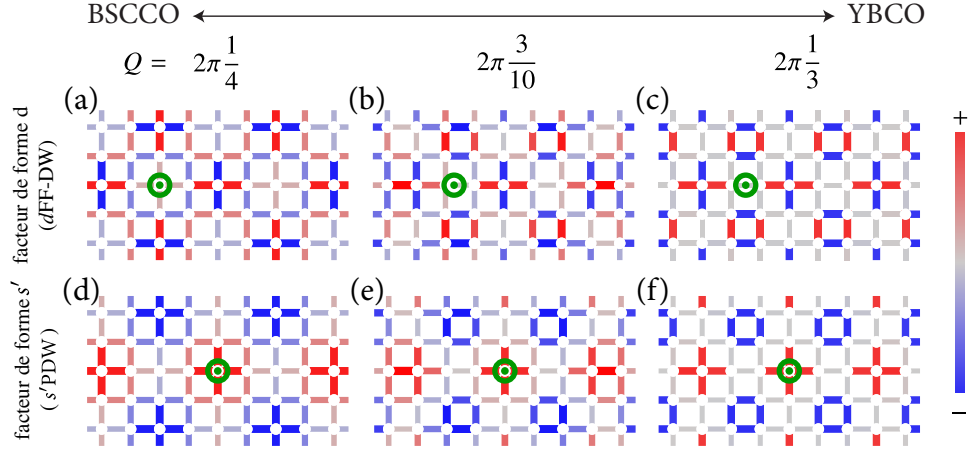 BSCCO YBCO
Q = 2π 1/4 2π 3/10 2π 1/3
(a) (b) (c)
facteur de forme d
(dFF-DW)
+
(d) (e) (f)
facteur de formes s′
(s′PDW)
−